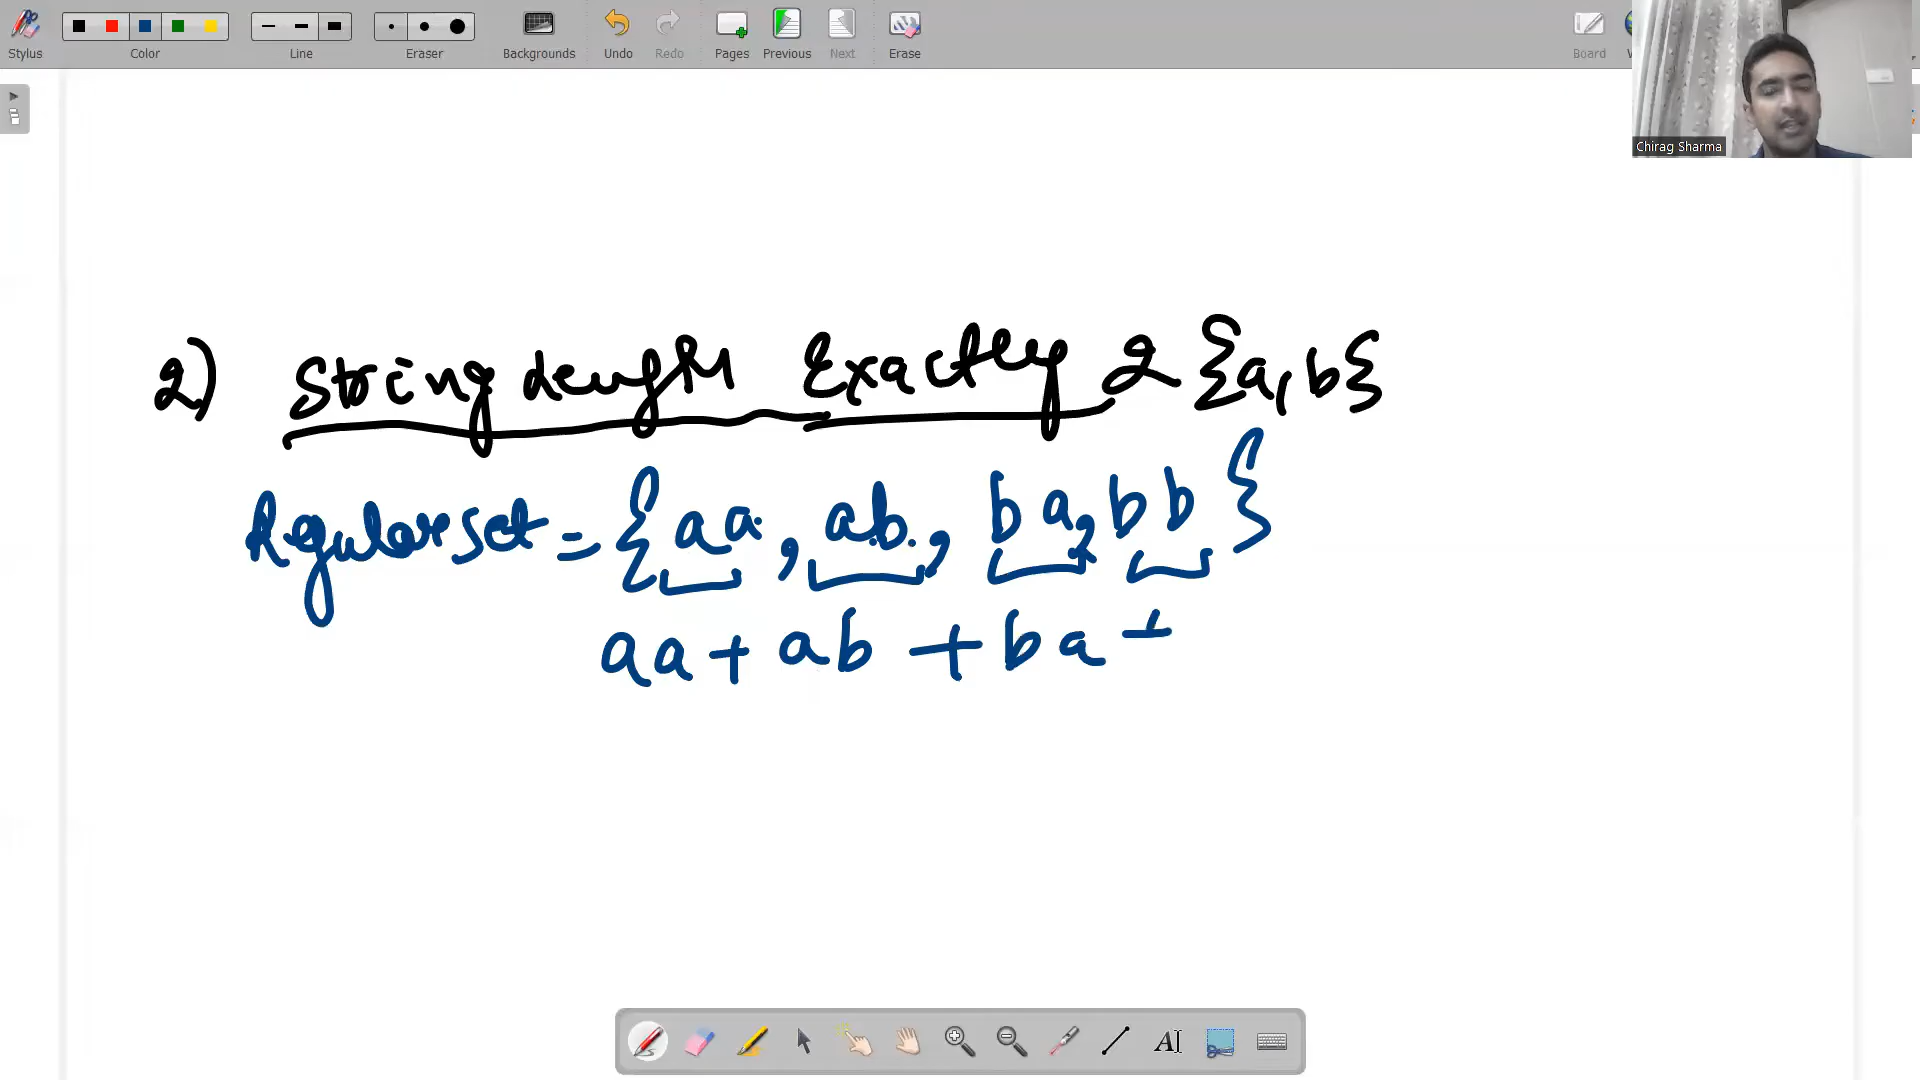 Stylus Color Line Eraser Backgrounds Undo Redo Pages Previous Next Erase Board
Chirag Sharma
2) String length Exactly 2 {a, b}
Regular set = {aa, ab, ba, bb}
aa + ab + ba +